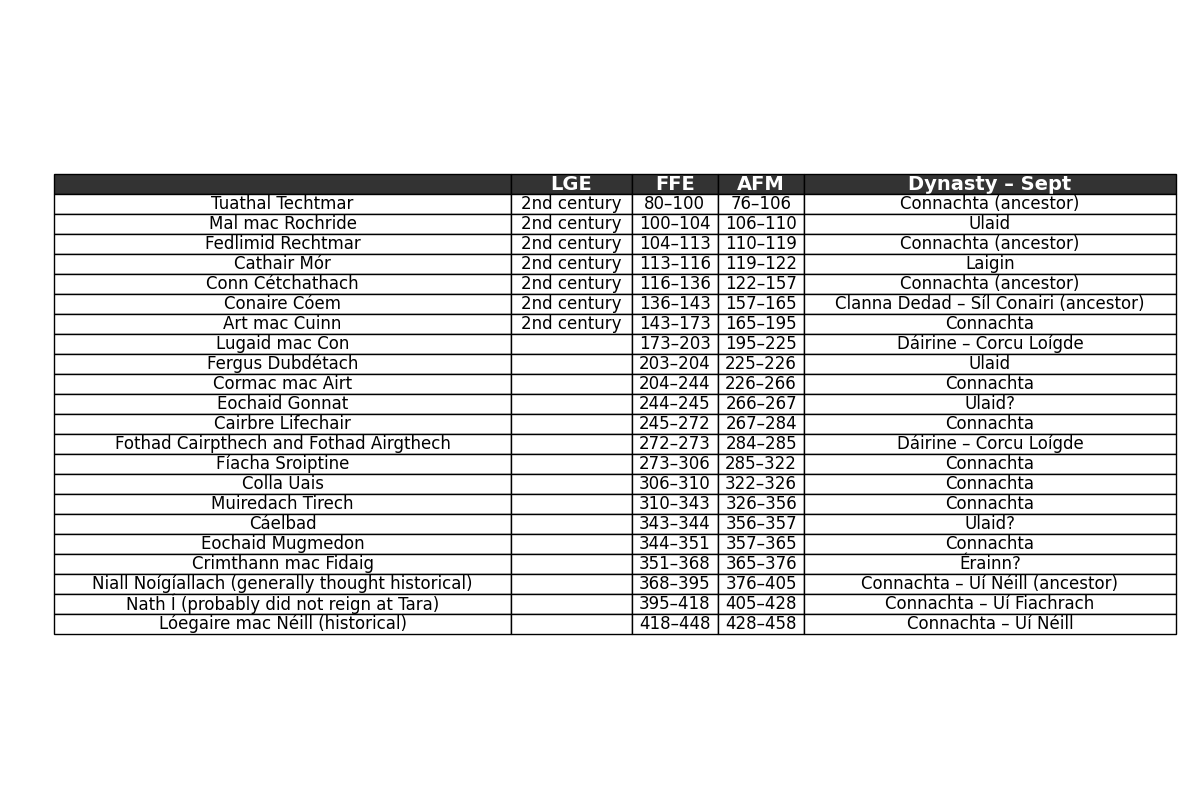 LGE FFE AFM Dynasty – Sept
Tuathal Techtmar 2nd century 80–100 76–106 Connachta (ancestor)
Mal mac Rochride 2nd century 100–104 106–110 Ulaid
Fedlimid Rechtmar 2nd century 104–113 110–119 Connachta (ancestor)
Cathair Mór 2nd century 113–116 119–122 Laigin
Conn Cétchathach 2nd century 116–136 122–157 Connachta (ancestor)
Conaire Cóem 2nd century 136–143 157–165 Clanna Dedad – Síl Conairi (ancestor)
Art mac Cuinn 2nd century 143–173 165–195 Connachta
Lugaid mac Con 173–203 195–225 Dáirine – Corcu Loígde
Fergus Dubdétach 203–204 225–226 Ulaid
Cormac mac Airt 204–244 226–266 Connachta
Eochaid Gonnat 244–245 266–267 Ulaid?
Cairbre Lifechair 245–272 267–284 Connachta
Fothad Cairpthech and Fothad Airgthech 272–273 284–285 Dáirine – Corcu Loígde
Fíacha Sroiptine 273–306 285–322 Connachta
Colla Uais 306–310 322–326 Connachta
Muiredach Tirech 310–343 326–356 Connachta
Cáelbad 343–344 356–357 Ulaid?
Eochaid Mugmedon 344–351 357–365 Connachta
Crimthann mac Fidaig 351–368 365–376 Érainn?
Niall Noígíallach (generally thought historical) 368–395 376–405 Connachta – Uí Néill (ancestor)
Nath I (probably did not reign at Tara) 395–418 405–428 Connachta – Uí Fiachrach
Lóegaire mac Néill (historical) 418–448 428–458 Connachta – Uí Néill